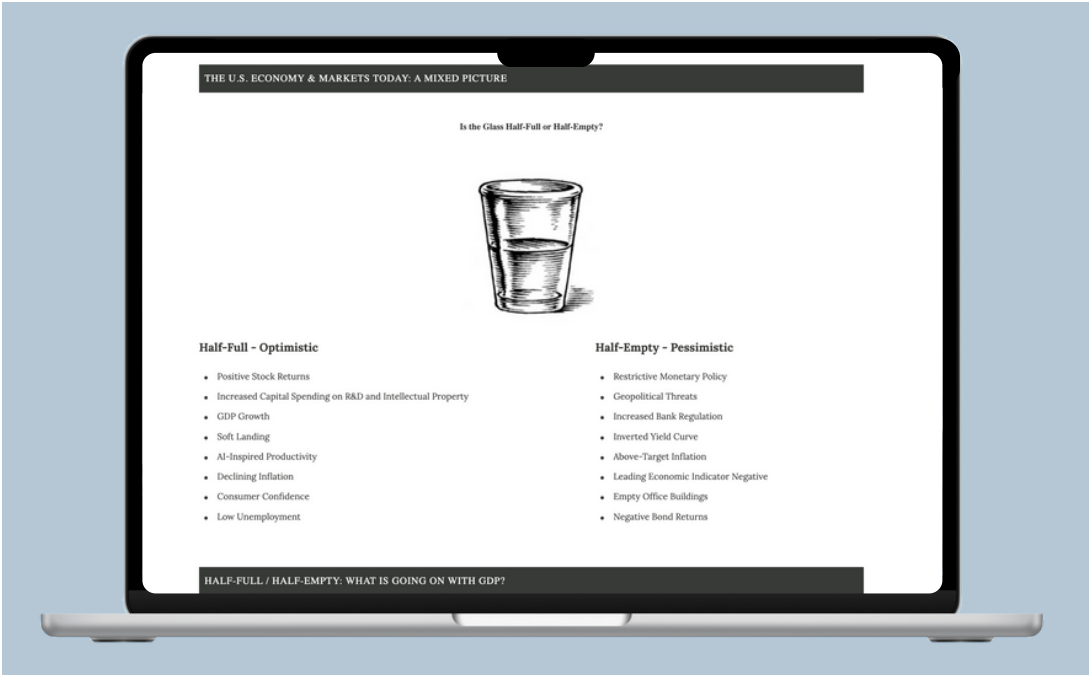 THE U.S. ECONOMY & MARKETS TODAY: A MIXED PICTURE
Is the Glass Half-Full or Half-Empty?
Half-Full - Optimistic
Positive Stock Returns
Increased Capital Spending on R&D and Intellectual Property
GDP Growth
Soft Landing
AI-Inspired Productivity
Declining Inflation
Consumer Confidence
Low Unemployment
Half-Empty - Pessimistic
Restrictive Monetary Policy
Geopolitical Threats
Increased Bank Regulation
Inverted Yield Curve
Above-Target Inflation
Leading Economic Indicator Negative
Empty Office Buildings
Negative Bond Returns
HALF-FULL / HALF-EMPTY: WHAT IS GOING ON WITH GDP?